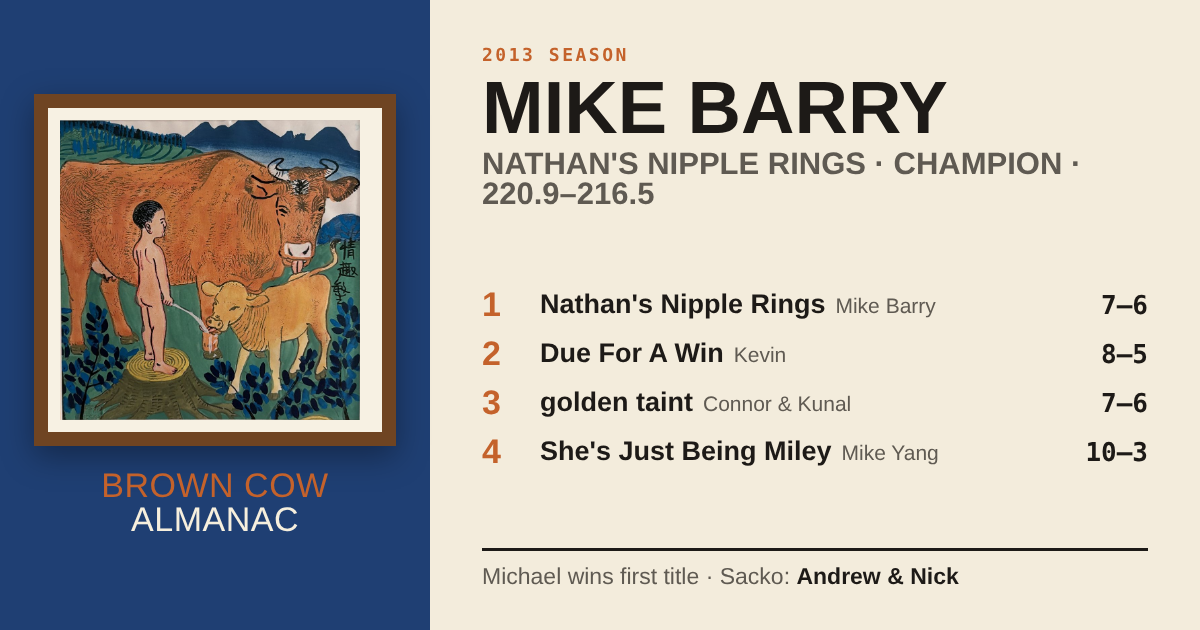 2013 SEASON
MIKE BARRY
NATHAN'S NIPPLE RINGS · CHAMPION ·
220.9–216.5
情
趣
BROWN COW
ALMANAC
1 Nathan's Nipple Rings Mike Barry 7–6
2 Due For A Win Kevin 8–5
3 golden taint Connor & Kunal 7–6
4 She's Just Being Miley Mike Yang 10–3
Michael wins first title · Sacko: Andrew & Nick